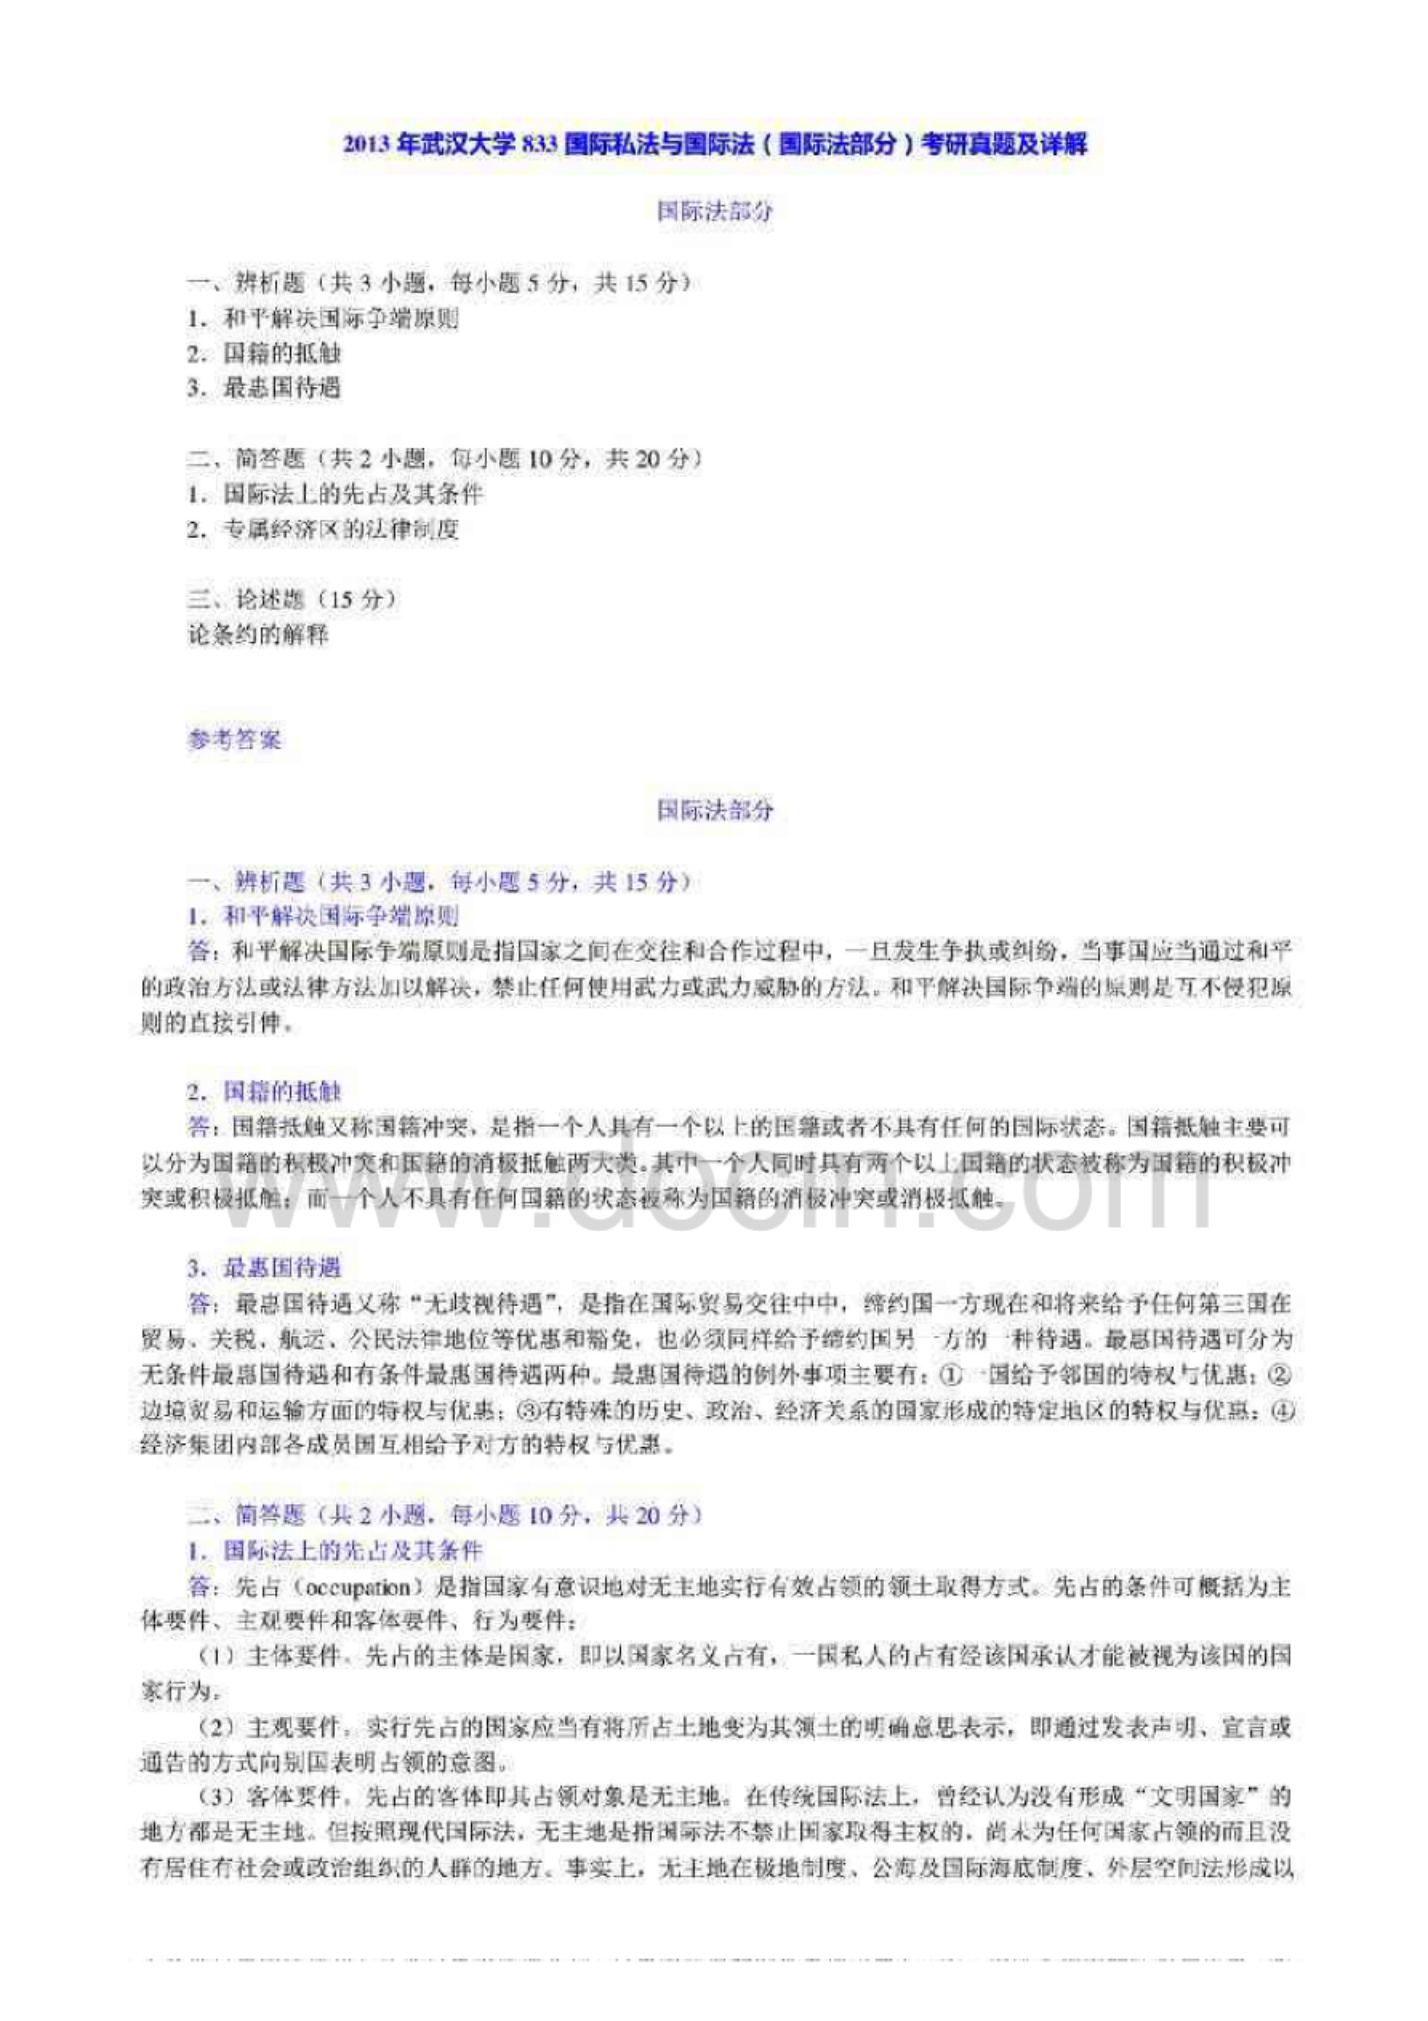 2013 年武汉大学 833 国际私法与国际法（国际法部分）考研真题及详解
国际法部分
一、辨析题（共 3 小题，每小题 5 分，共 15 分）
1．和平解决国际争端原则
2．国籍的抵触
3．最惠国待遇
二、简答题（共 2 小题，每小题 10 分，共 20 分）
1．国际法上的先占及其条件
2．专属经济区的法律制度
三、论述题（15 分）
论条约的解释
参考答案
国际法部分
一、辨析题（共 3 小题，每小题 5 分，共 15 分）
1．和平解决国际争端原则
答：和平解决国际争端原则是指国家之间在交往和合作过程中，一旦发生争执或纠纷，当事国应当通过和平
的政治方法或法律方法加以解决，禁止任何使用武力或武力威胁的方法。和平解决国际争端的原则是互不侵犯原
则的直接引伸。
2．国籍的抵触
答：国籍抵触又称国籍冲突，是指一个人具有一个以上的国籍或者不具有任何的国际状态。国籍抵触主要可
以分为国籍的积极冲突和国籍的消极抵触两大类。其中一个人同时具有两个以上国籍的状态被称为国籍的积极冲
突或积极抵触；而一个人不具有任何国籍的状态被称为国籍的消极冲突或消极抵触。
www.docin.com
3．最惠国待遇
答：最惠国待遇又称“无歧视待遇”，是指在国际贸易交往中中，缔约国一方现在和将来给予任何第三国在
贸易、关税、航运、公民法律地位等优惠和豁免，也必须同样给予缔约国另一方的一种待遇。最惠国待遇可分为
无条件最惠国待遇和有条件最惠国待遇两种。最惠国待遇的例外事项主要有：①一国给予邻国的特权与优惠；②
边境贸易和运输方面的特权与优惠；③有特殊的历史、政治、经济关系的国家形成的特定地区的特权与优惠；④
经济集团内部各成员国互相给予对方的特权与优惠。
二、简答题（共 2 小题，每小题 10 分，共 20 分）
1．国际法上的先占及其条件
答：先占（occupation）是指国家有意识地对无主地实行有效占领的领土取得方式。先占的条件可概括为主
体要件、主观要件和客体要件、行为要件：
（1）主体要件。先占的主体是国家，即以国家名义占有，一国私人的占有经该国承认才能被视为该国的国
家行为。
（2）主观要件。实行先占的国家应当有将所占土地变为其领土的明确意思表示，即通过发表声明、宣言或
通告的方式向别国表明占领的意图。
（3）客体要件。先占的客体即其占领对象是无主地。在传统国际法上，曾经认为没有形成“文明国家”的
地方都是无主地。但按照现代国际法，无主地是指国际法不禁止国家取得主权的，尚未为任何国家占领的而且没
有居住有社会或政治组织的人群的地方。事实上，无主地在极地制度、公海及国际海底制度、外层空间法形成以